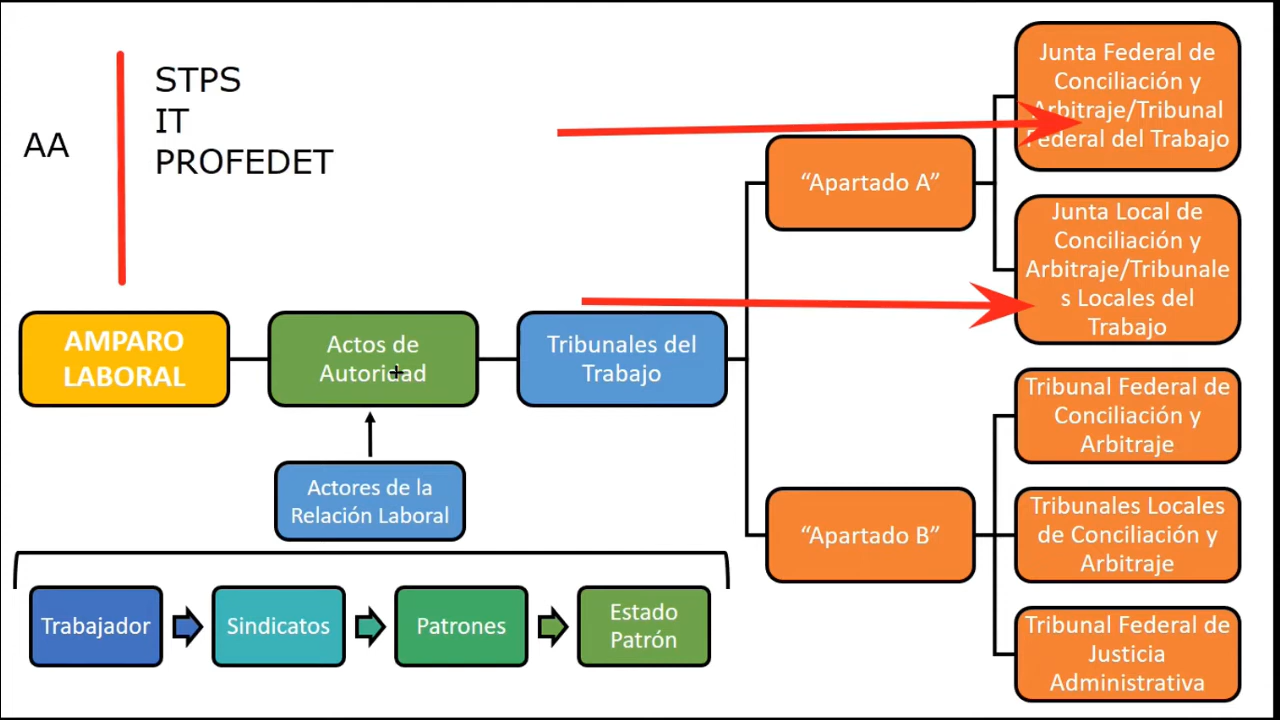 AA
STPS
IT
PROFEDET
AMPARO
LABORAL
Actos de
Autoridad
Tribunales del
Trabajo
Actores de la
Relación Laboral
Trabajador
Sindicatos
Patrones
Estado
Patrón
“Apartado A”
Junta Federal de
Conciliación y
Arbitraje/Tribunal
Federal del Trabajo
Junta Local de
Conciliación y
Arbitraje/Tribunale
s Locales del
Trabajo
“Apartado B”
Tribunal Federal de
Conciliación y
Arbitraje
Tribunales Locales
de Conciliación y
Arbitraje
Tribunal Federal de
Justicia
Administrativa